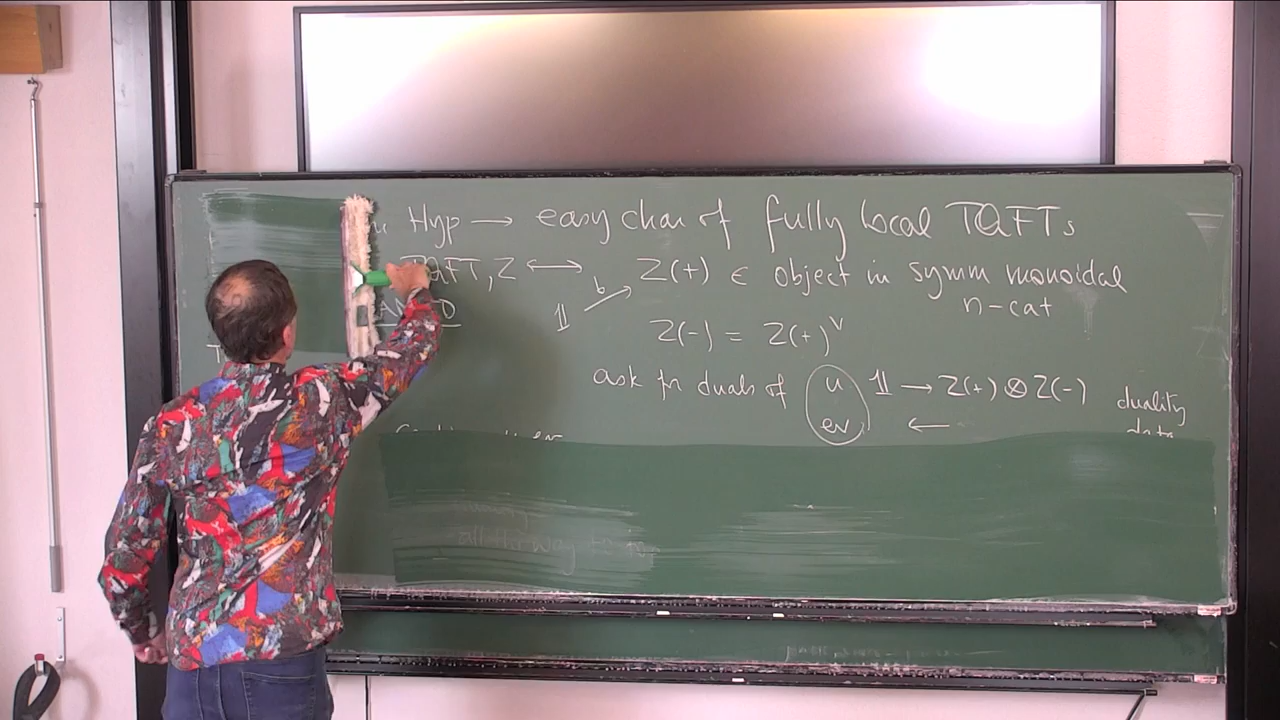 Hyp → easy char of fully local TQFTs
TQFT, Z ⟷ Z(+) ∈ object in symm monoidal
n-cat
𝟙 b
Z(-) = Z(+)^∨
ask for duals of u 𝟙 → Z(+) ⊗ Z(-) duality
ev ← data